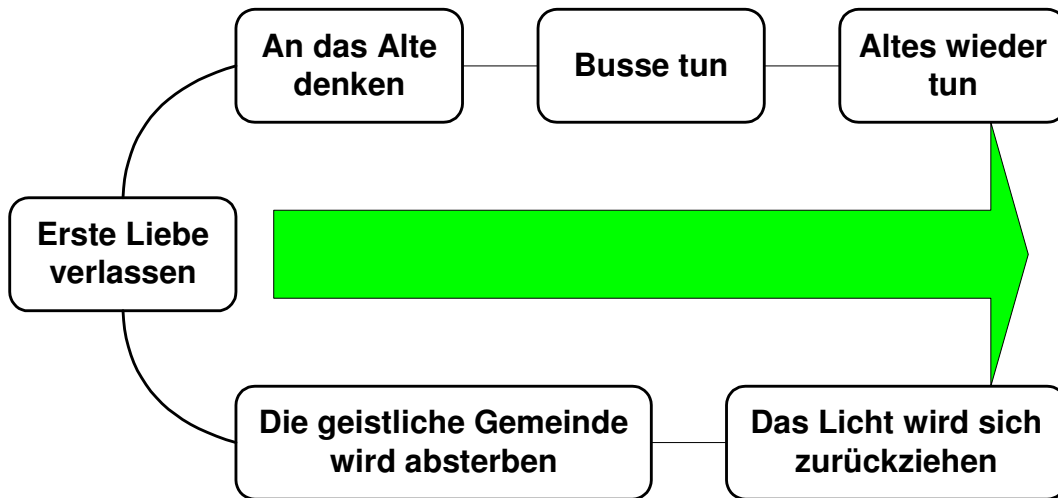 An das Alte
denken
Busse tun
Altes wieder
tun
Erste Liebe
verlassen
Die geistliche Gemeinde
wird absterben
Das Licht wird sich
zurückziehen